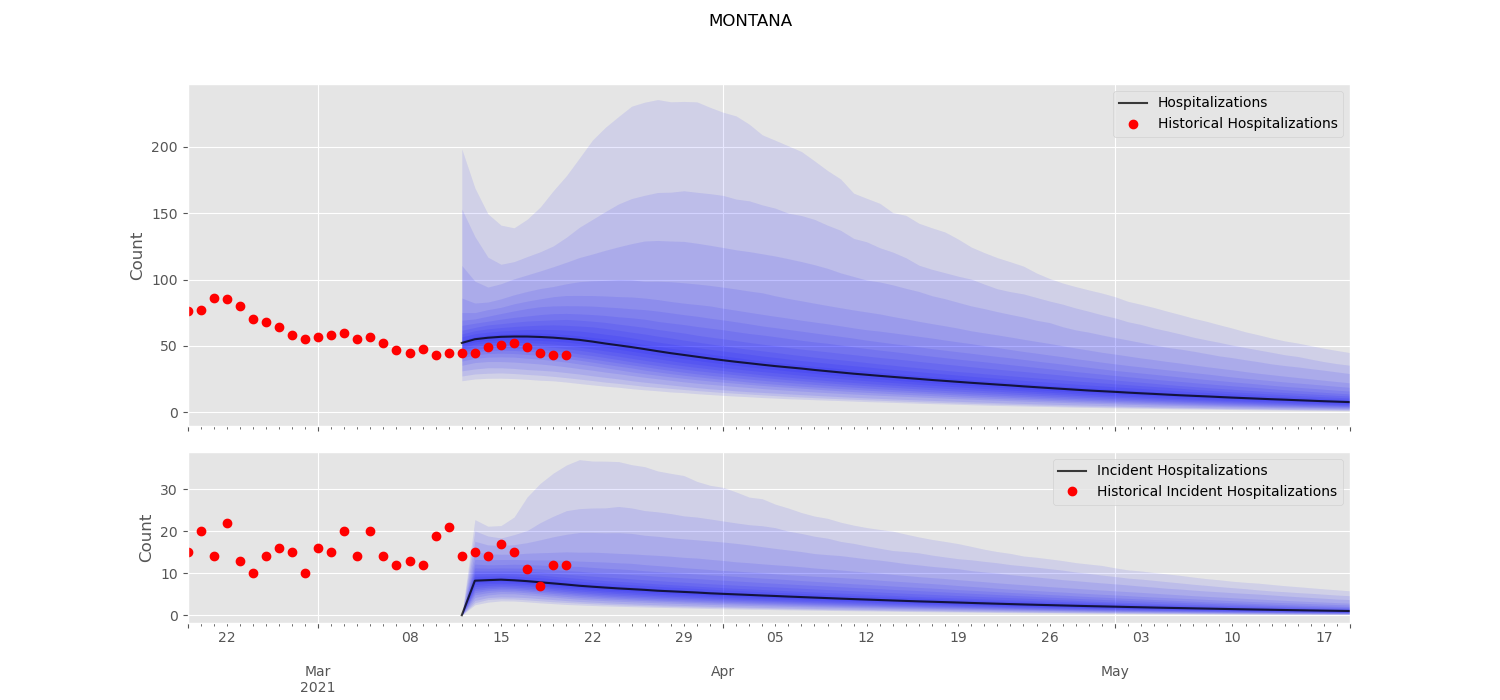 MONTANA
Hospitalizations
Historical Hospitalizations
Count
200
150
100
50
0
Incident Hospitalizations
Historical Incident Hospitalizations
Count
30
20
10
0
22 08 15 22 29 05 12 19 26 03 10 17
Mar Apr May
2021